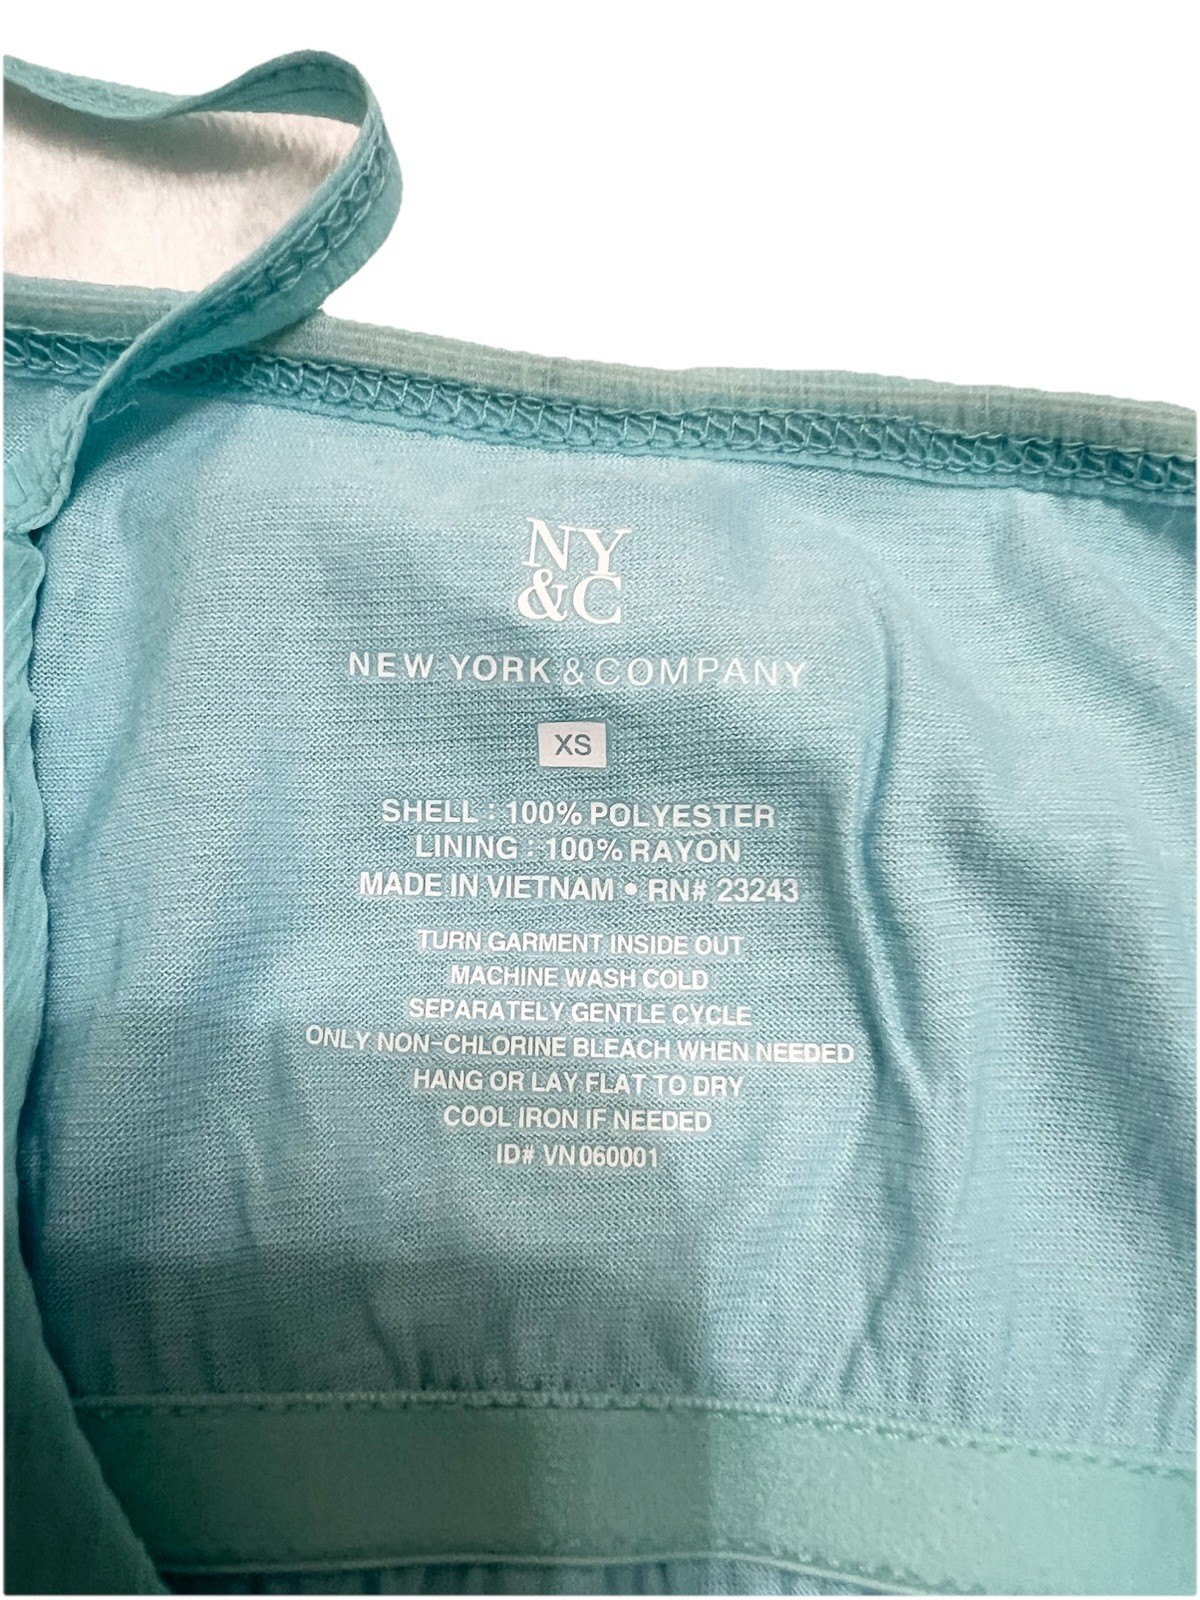 NY
&C
NEW YORK & COMPANY
XS
SHELL : 100% POLYESTER
LINING : 100% RAYON
MADE IN VIETNAM • RN# 23243
TURN GARMENT INSIDE OUT
MACHINE WASH COLD
SEPARATELY GENTLE CYCLE
ONLY NON-CHLORINE BLEACH WHEN NEEDED
HANG OR LAY FLAT TO DRY
COOL IRON IF NEEDED
ID# VN060001